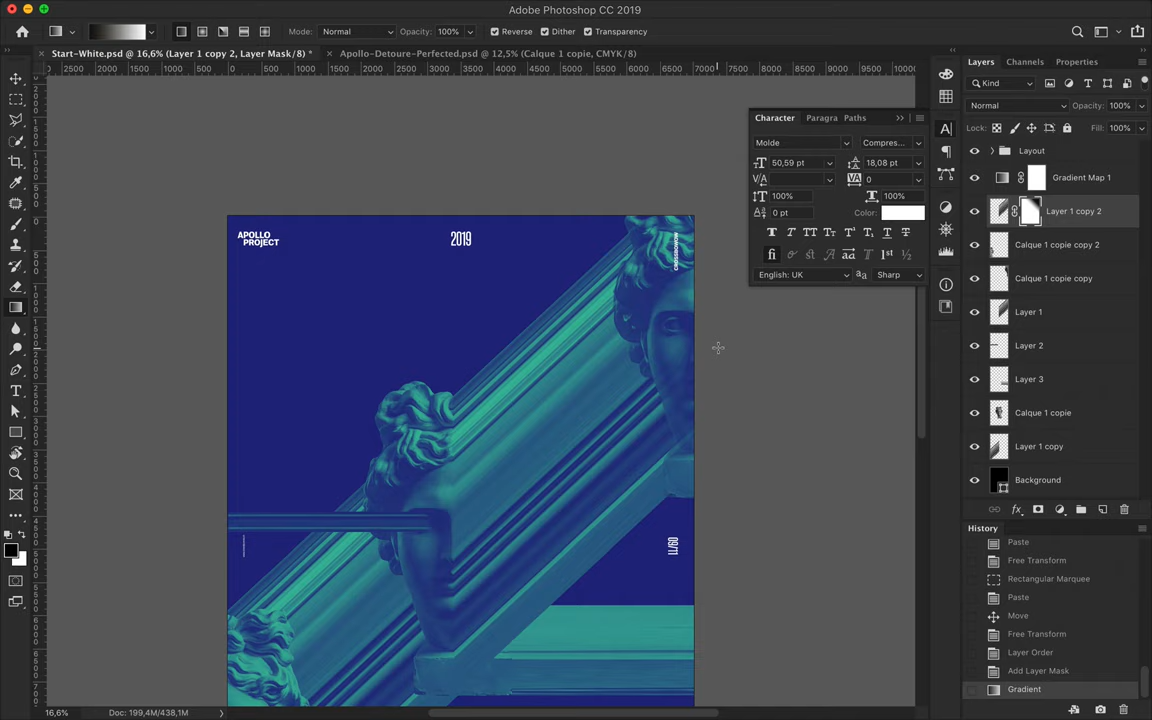 Adobe Photoshop CC 2019
Mode: Normal Opacity: 100% Reverse Dither Transparency
Start-White.psd @ 16,6% (Layer 1 copy 2, Layer Mask/8) *
Apollo-Detoure-Perfected.psd @ 12,5% (Calque 1 copie, CMYK/8)
2500 2000 1500 1000 500 0 500 1000 1500 2000 2500 3000 3500 4000 4500 5000 5500 6000 6500 7000 7500 8000 8500 9000 9500 10000
Layers Channels Properties
Kind
Normal Opacity: 100%
Lock: Fill: 100%
Layout
Gradient Map 1
Layer 1 copy 2
Calque 1 copie copy 2
Calque 1 copie copy
Layer 1
Layer 2
Layer 3
Calque 1 copie
Layer 1 copy
Background
Character Paragra Paths
Molde Compres...
50,59 pt 18,08 pt
0
100% 100%
0 pt Color:
English: UK Sharp
APOLLO
PROJECT
2019
CROSSBOWNOW
09/11
History
Paste
Free Transform
Rectangular Marquee
Paste
Move
Free Transform
Layer Order
Add Layer Mask
Gradient
16,6% Doc: 199,4M/438,1M